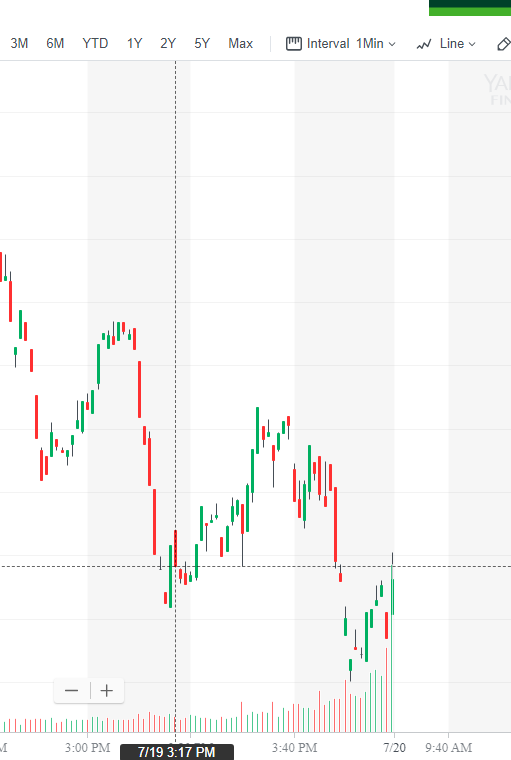 3M 6M YTD 1Y 2Y 5Y Max Interval 1Min Line
YA
FIN
3:00 PM 3:40 PM 7/20 9:40 AM
7/19 3:17 PM